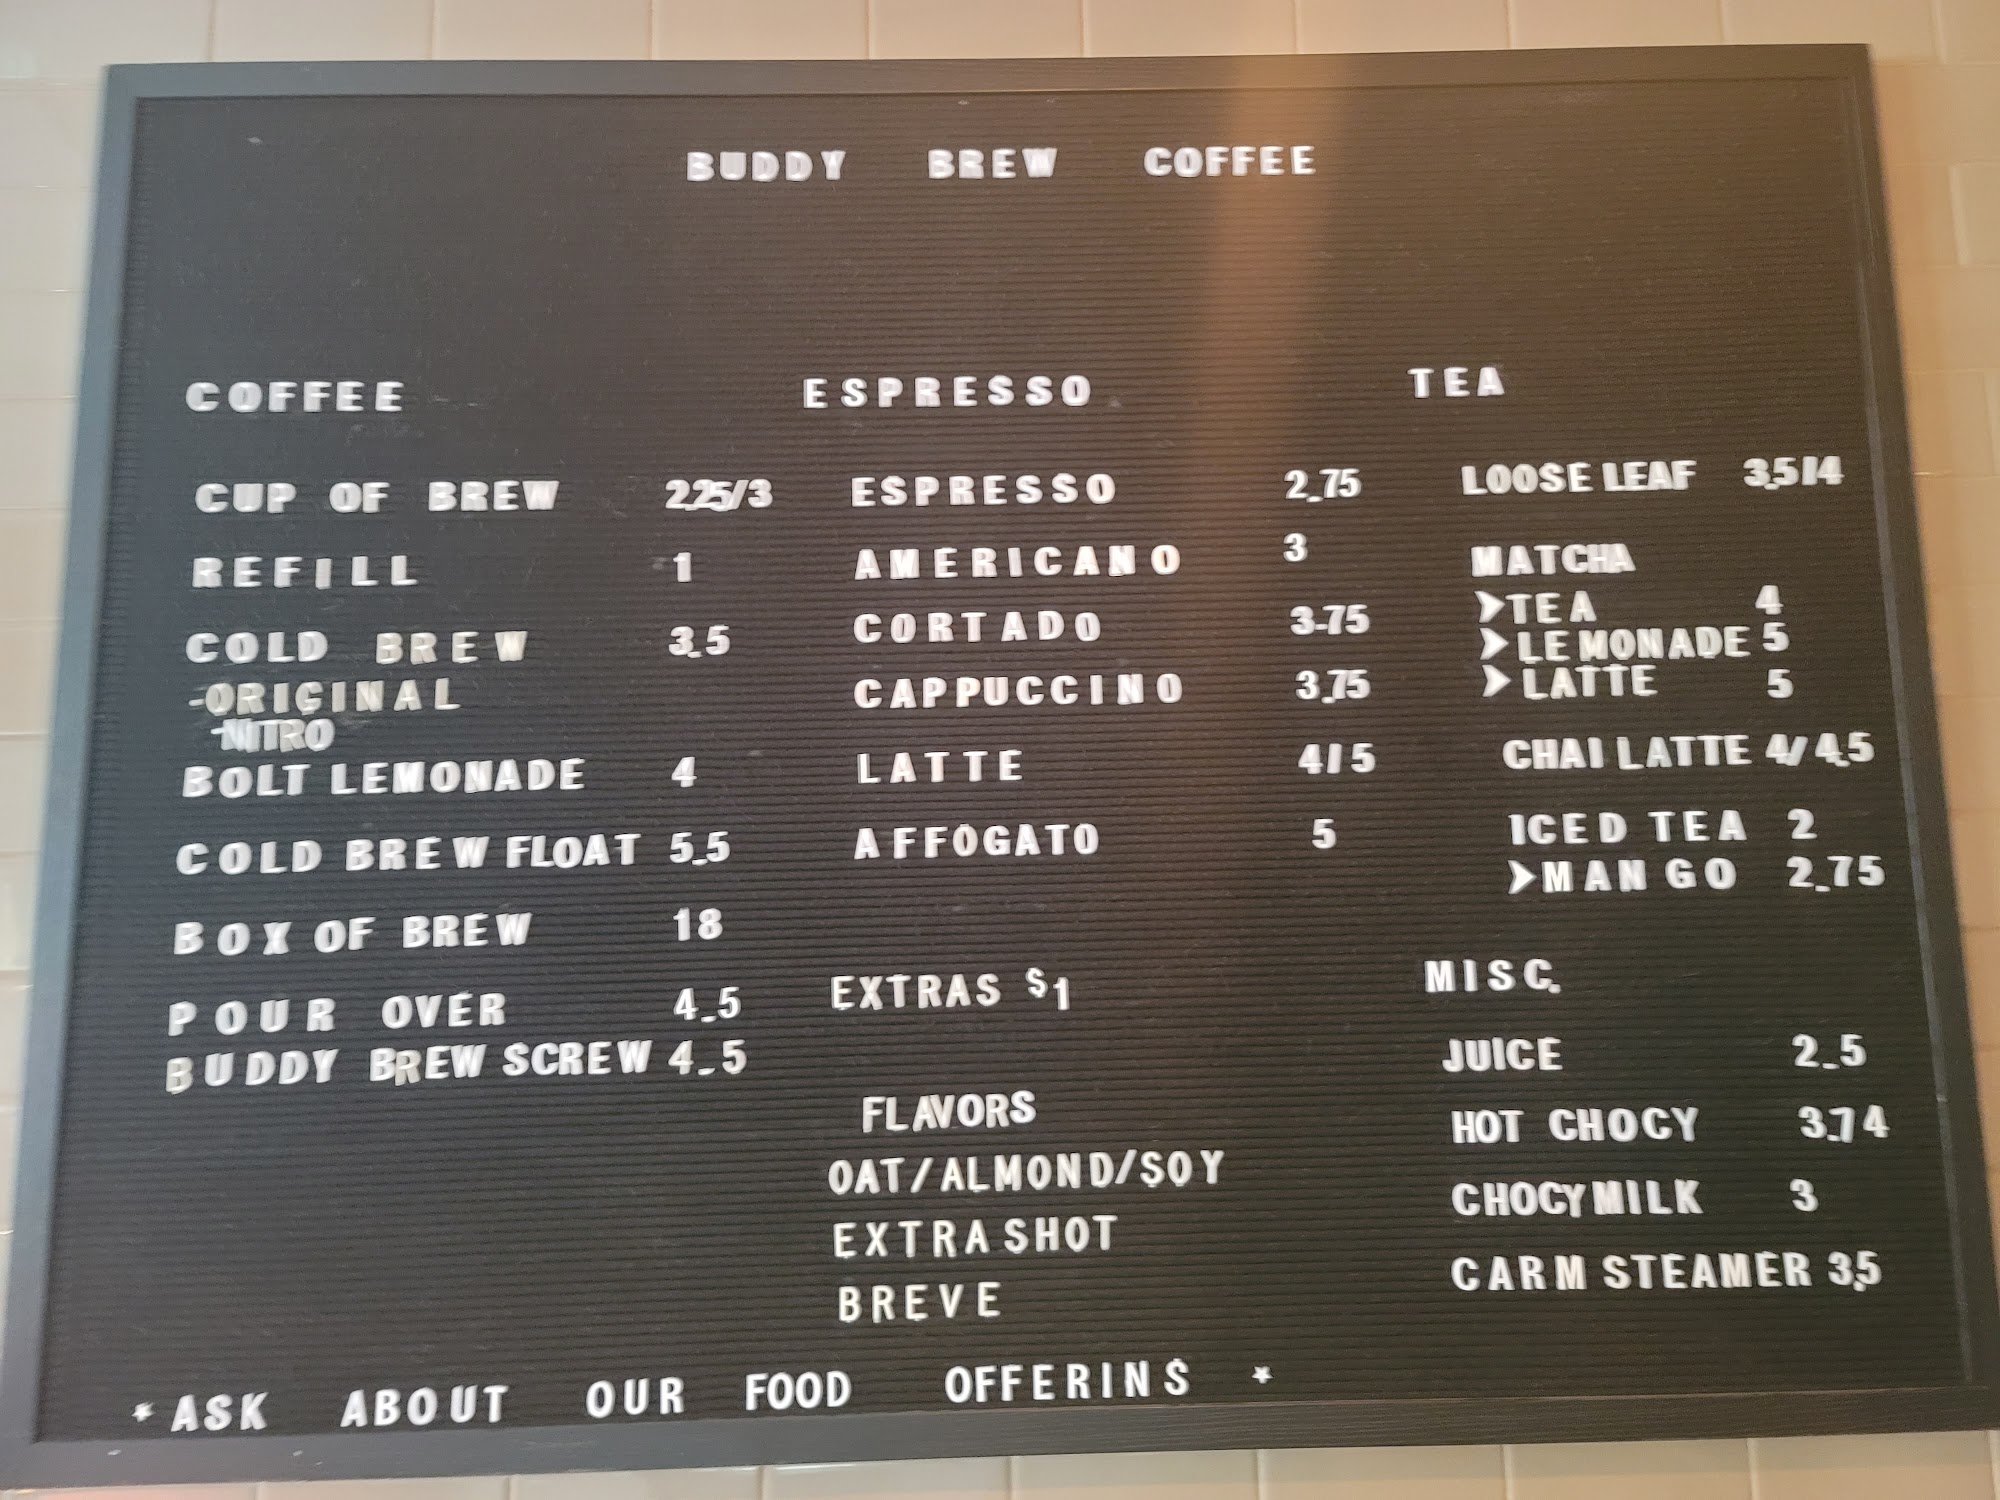 BUDDY BREW COFFEE
COFFEE
CUP OF BREW 2.25/3
REFILL 1
COLD BREW 3.5
-ORIGINAL
-NITRO
BOLT LEMONADE 4
COLD BREW FLOAT 5.5
BOX OF BREW 18
POUR OVER 4.5
BUDDY BREW SCREW 4.5
ESPRESSO
ESPRESSO 2.75
AMERICANO 3
CORTADO 3.75
CAPPUCCINO 3.75
LATTE 4/5
AFFOGATO 5
EXTRAS $1
FLAVORS
OAT/ALMOND/SOY
EXTRA SHOT
BREVE
TEA
LOOSE LEAF 3.5/4
MATCHA
>TEA 4
>LEMONADE 5
>LATTE 5
CHAI LATTE 4/4.5
ICED TEA 2
>MANGO 2.75
MISC.
JUICE 2.5
HOT CHOCY 3.74
CHOCY MILK 3
CARM STEAMER 3.5
*ASK ABOUT OUR FOOD OFFERIN$ *